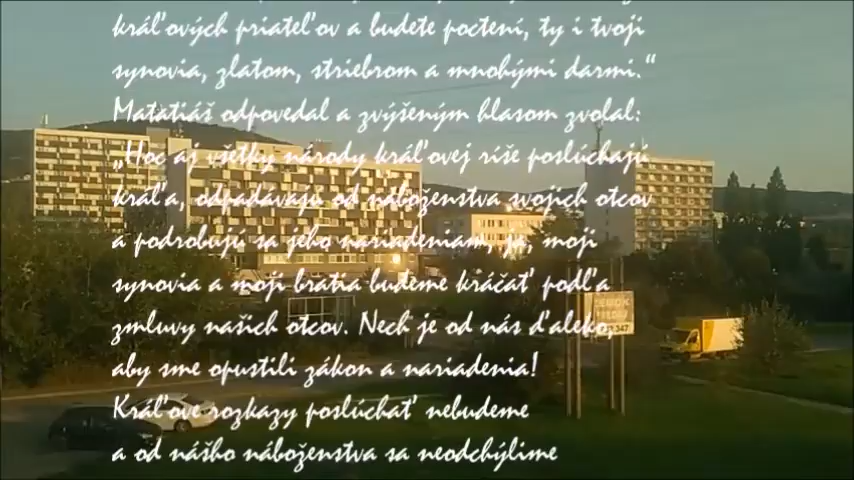 kráľových priateľov a budete poctení, ty i tvoji
synovia, zlatom, striebrom a mnohými darmi.“
Matatiáš odpovedal a zvýšeným hlasom zvolal:
„Hoc aj všetky národy kráľovej ríše poslúchajú
kráľa, odpadávajú od náboženstva svojich otcov
a podrobujú sa jeho nariadeniam, ja, moji
synovia a moji bratia budeme kráčať podľa
zmluvy našich otcov. Nech je od nás ďaleko,
aby sme opustili zákon a nariadenia!
Kráľove rozkazy poslúchať nebudeme
a od nášho náboženstva sa neodchýlime
347